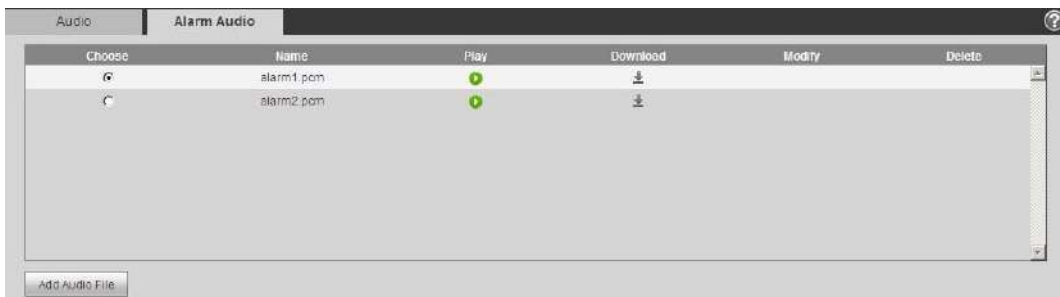 Audio Alarm Audio
Choose Name Play Download Modify Delete
alarm1.pcm
alarm2.pcm
Add Audio File